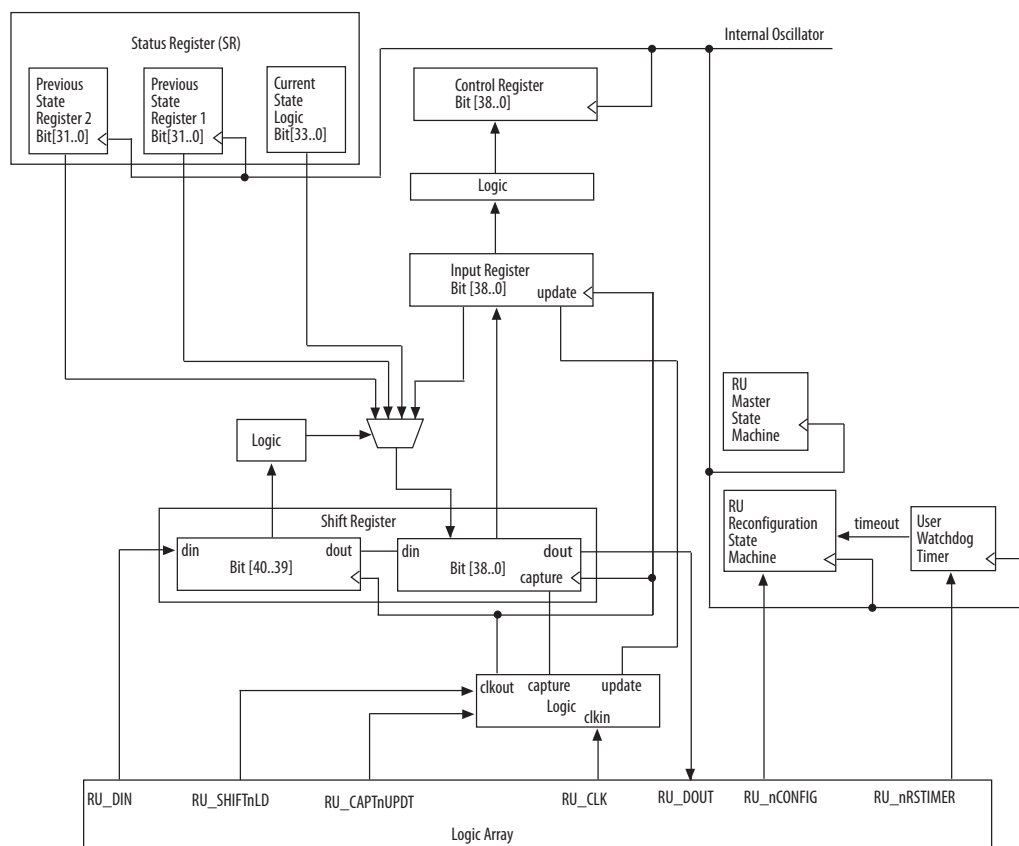 Internal Oscillator
Status Register (SR)
Previous
State
Register 2
Bit[31..0]
Previous
State
Register 1
Bit[31..0]
Current
State
Logic
Bit[33..0]
Control Register
Bit [38..0]
Logic
Input Register
Bit [38..0]
update
RU
Master
State
Machine
Logic
Shift Register
din
dout
Bit [40..39]
din
dout
Bit [38..0]
capture
RU
Reconfiguration
State
Machine
timeout
User
Watchdog
Timer
clkout
capture
update
Logic
clkin
RU_DIN
RU_SHIFTnLD
RU_CAPTnUPDT
RU_CLK
RU_DOUT
RU_nCONFIG
RU_nRSTIMER
Logic Array